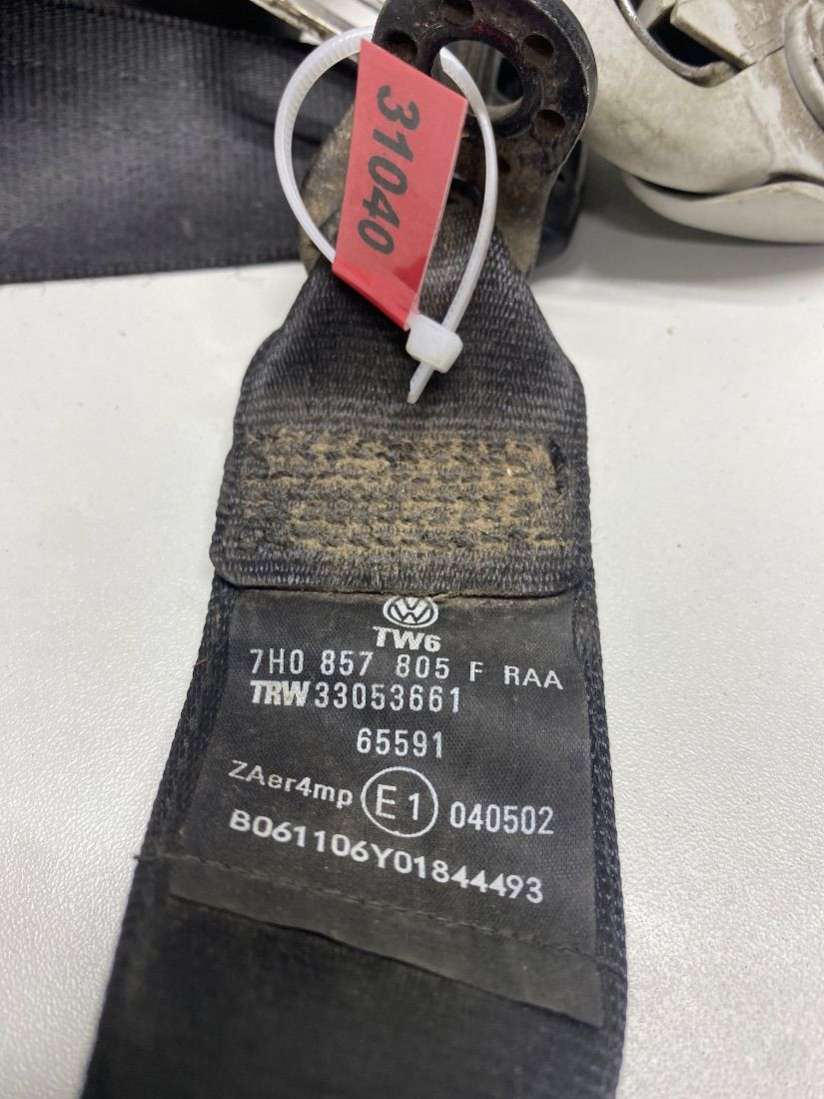 31040
TW6
7H0 857 805 F RAA
TRW 33053661
65591
ZAer4mp E1 040502
B061106Y01844493